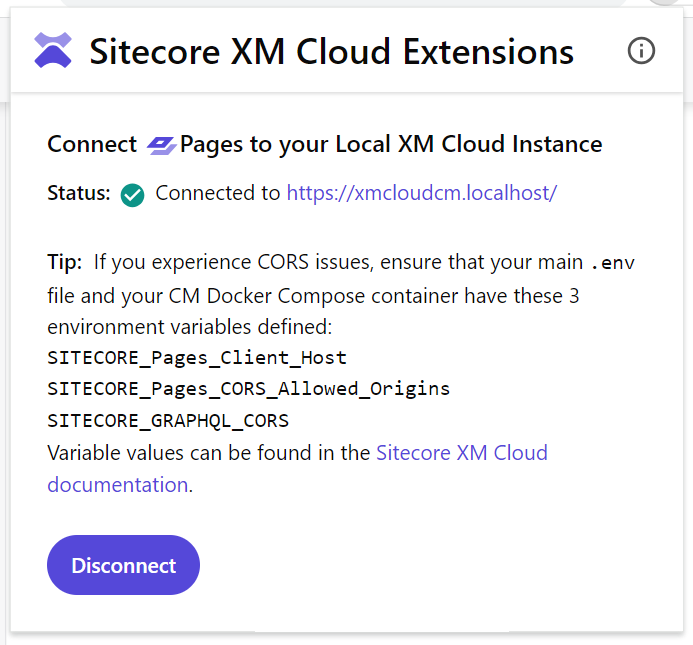 Sitecore XM Cloud Extensions
Connect Pages to your Local XM Cloud Instance
Status: Connected to https://xmcloudcm.localhost/
Tip: If you experience CORS issues, ensure that your main .env
file and your CM Docker Compose container have these 3
environment variables defined:
SITECORE_Pages_Client_Host
SITECORE_Pages_CORS_Allowed_Origins
SITECORE_GRAPHQL_CORS
Variable values can be found in the Sitecore XM Cloud
documentation.
Disconnect